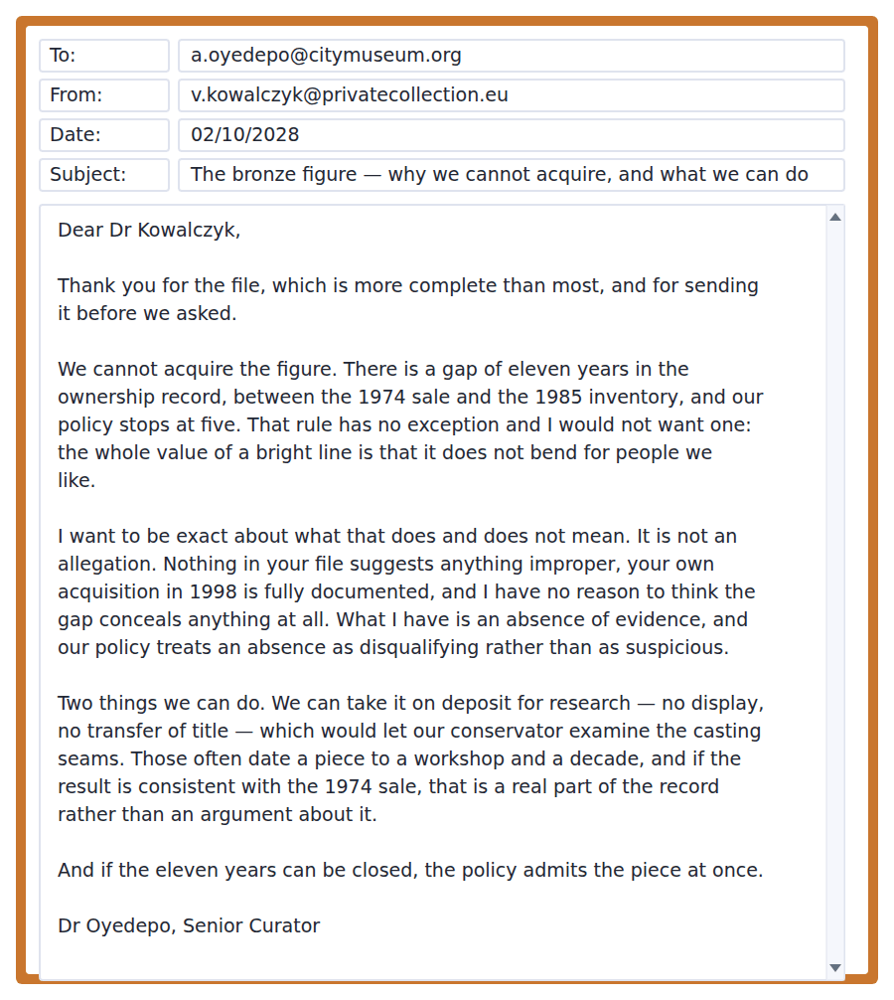 To: a.oyedepo@citymuseum.org
From: v.kowalczyk@privatecollection.eu
Date: 02/10/2028
Subject: The bronze figure — why we cannot acquire, and what we can do
Dear Dr Kowalczyk,
Thank you for the file, which is more complete than most, and for sending
it before we asked.
We cannot acquire the figure. There is a gap of eleven years in the
ownership record, between the 1974 sale and the 1985 inventory, and our
policy stops at five. That rule has no exception and I would not want one:
the whole value of a bright line is that it does not bend for people we
like.
I want to be exact about what that does and does not mean. It is not an
allegation. Nothing in your file suggests anything improper, your own
acquisition in 1998 is fully documented, and I have no reason to think the
gap conceals anything at all. What I have is an absence of evidence, and
our policy treats an absence as disqualifying rather than as suspicious.
Two things we can do. We can take it on deposit for research — no display,
no transfer of title — which would let our conservator examine the casting
seams. Those often date a piece to a workshop and a decade, and if the
result is consistent with the 1974 sale, that is a real part of the record
rather than an argument about it.
And if the eleven years can be closed, the policy admits the piece at once.
Dr Oyedepo, Senior Curator